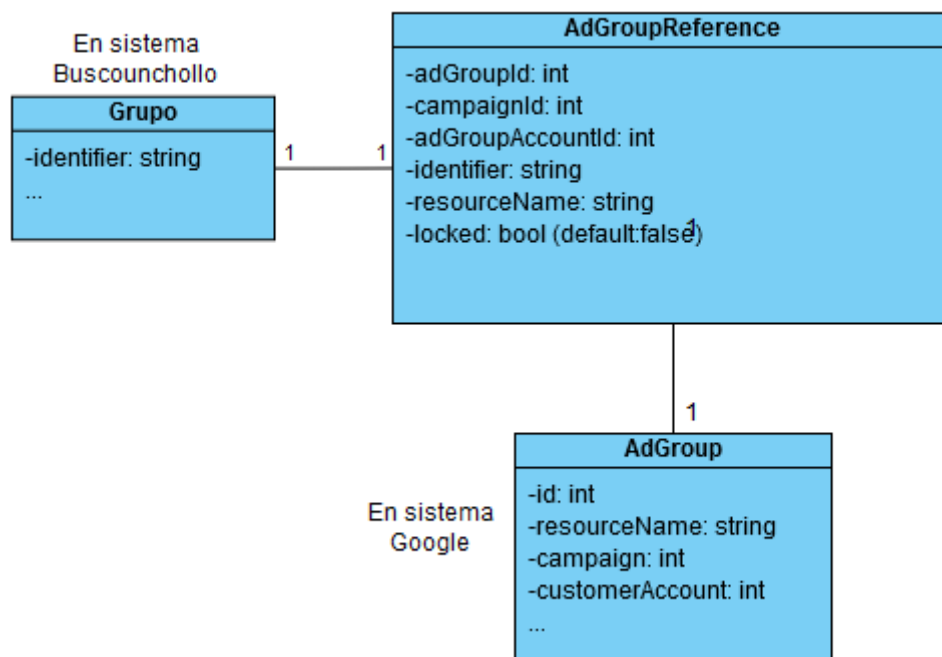 En sistema
Buscounchollo
Grupo
-identifier: string
...
1
1
AdGroupReference
-adGroupId: int
-campaignId: int
-adGroupAccountId: int
-identifier: string
-resourceName: string
-locked: bool (default:false)
1
1
En sistema
Google
AdGroup
-id: int
-resourceName: string
-campaign: int
-customerAccount: int
...